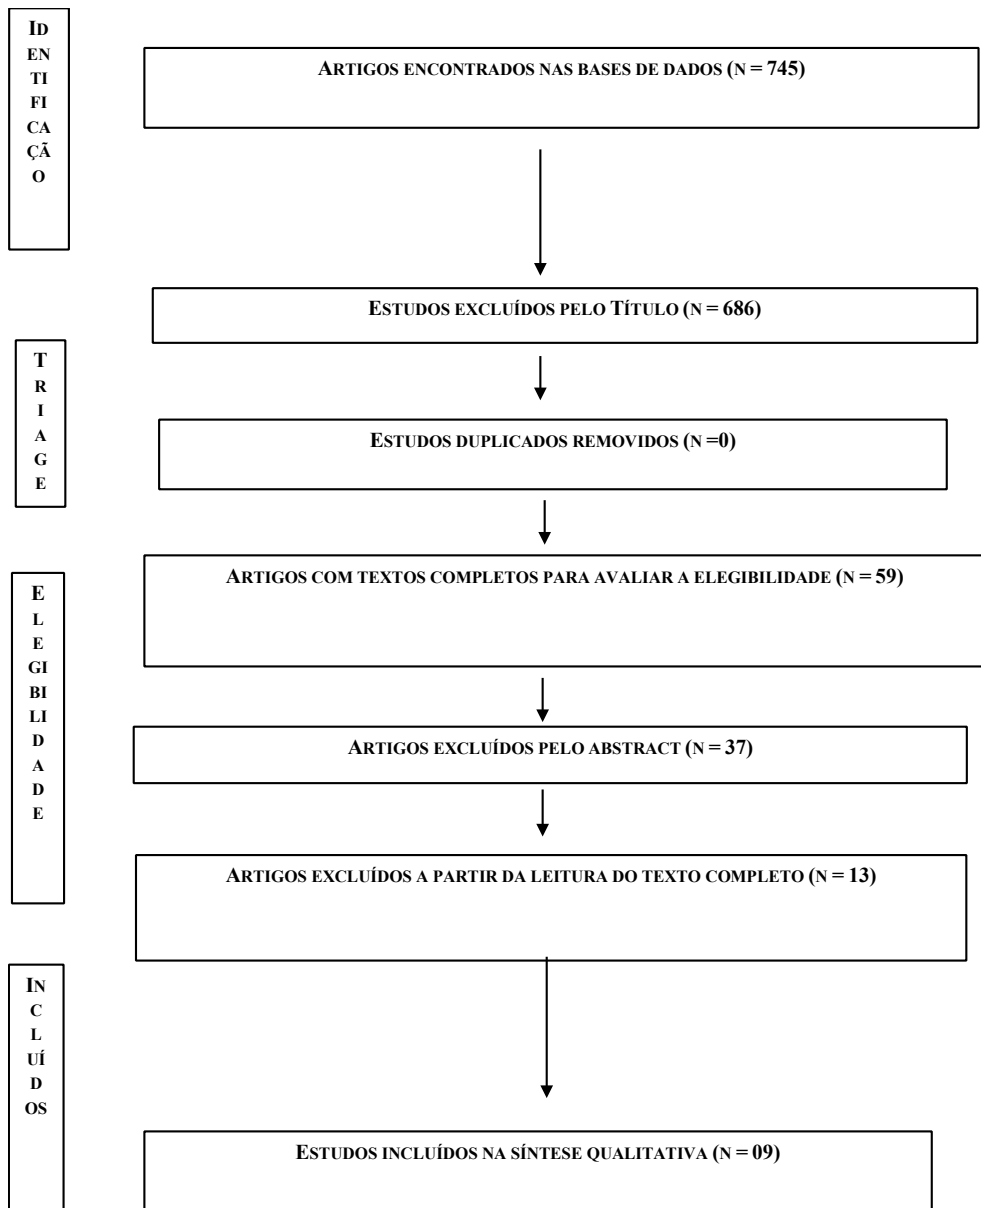 ID
EN
TI
FI
CA
ÇÃ
O
ARTIGOS ENCONTRADOS NAS BASES DE DADOS (N = 745)
ESTUDOS EXCLUÍDOS PELO TÍTULO (N = 686)
T
R
I
A
G
E
ESTUDOS DUPLICADOS REMOVIDOS (N =0)
ARTIGOS COM TEXTOS COMPLETOS PARA AVALIAR A ELEGIBILIDADE (N = 59)
E
L
E
GI
BI
LI
D
A
D
E
ARTIGOS EXCLUÍDOS PELO ABSTRACT (N = 37)
ARTIGOS EXCLUÍDOS A PARTIR DA LEITURA DO TEXTO COMPLETO (N = 13)
IN
C
L
UÍ
D
OS
ESTUDOS INCLUÍDOS NA SÍNTESE QUALITATIVA (N = 09)